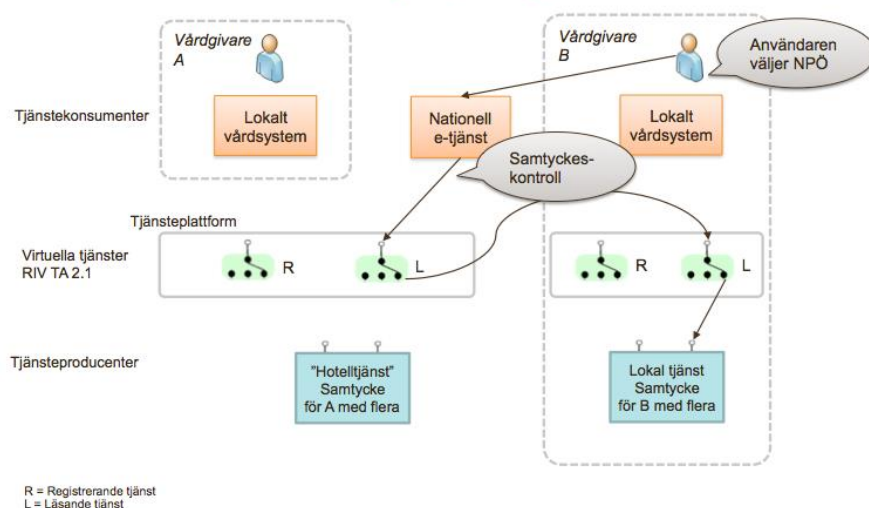 Vårdgivare
A
Vårdgivare
B
Användaren
väljer NPÖ
Tjänstekonsumenter
Lokalt
vårdsystem
Nationell
e-tjänst
Lokalt
vårdsystem
Samtyckes-
kontroll
Tjänsteplattform
Virtuella tjänster
RIV TA 2.1
R
L
R
L
Tjänsteproducenter
"Hotelltjänst"
Samtycke
för A med flera
Lokal tjänst
Samtycke
för B med flera
R = Registrerande tjänst
L = Läsande tjänst